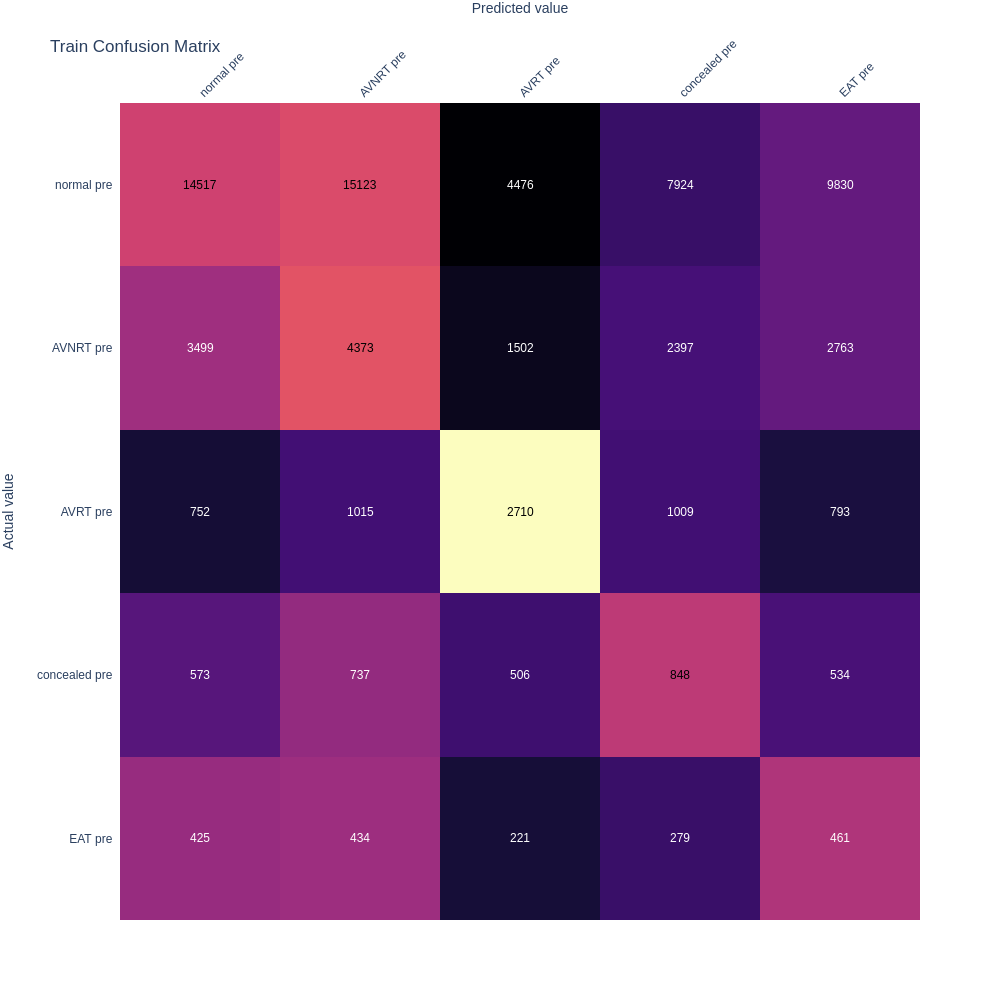 Predicted value
Train Confusion Matrix
normal pre AVNRT pre AVRT pre concealed pre EAT pre
normal pre 14517 15123 4476 7924 9830
AVNRT pre 3499 4373 1502 2397 2763
AVRT pre 752 1015 2710 1009 793
Actual value
concealed pre 573 737 506 848 534
EAT pre 425 434 221 279 461